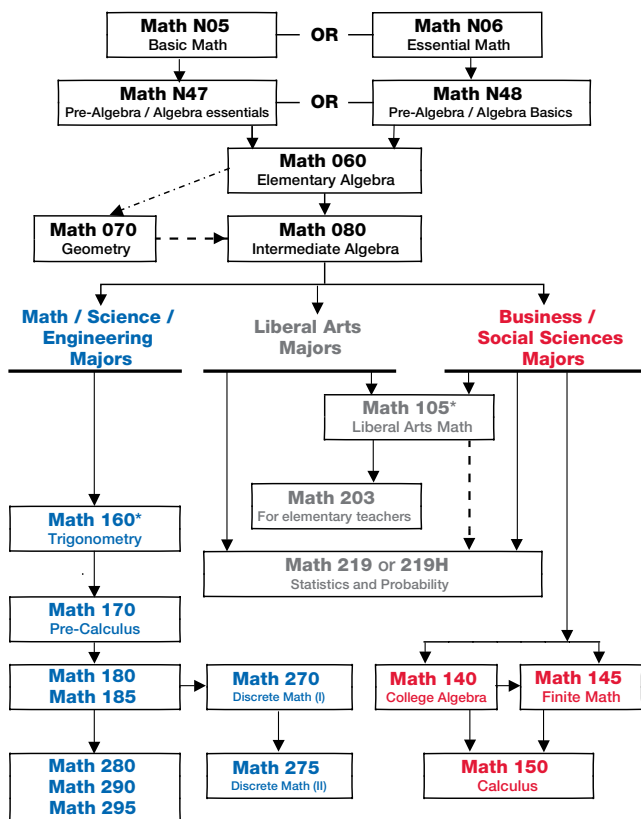 Math N05
Basic Math
OR
Math N06
Essential Math
Math N47
Pre-Algebra / Algebra essentials
OR
Math N48
Pre-Algebra / Algebra Basics
Math 060
Elementary Algebra
Math 070
Geometry
Math 080
Intermediate Algebra
Math / Science /
Engineering
Majors
Liberal Arts
Majors
Business /
Social Sciences
Majors
Math 105*
Liberal Arts Math
Math 203
For elementary teachers
Math 160*
Trigonometry
Math 219 or 219H
Statistics and Probability
Math 170
Pre-Calculus
Math 180
Math 185
Math 270
Discrete Math (I)
Math 140
College Algebra
Math 145
Finite Math
Math 280
Math 290
Math 295
Math 275
Discrete Math (II)
Math 150
Calculus